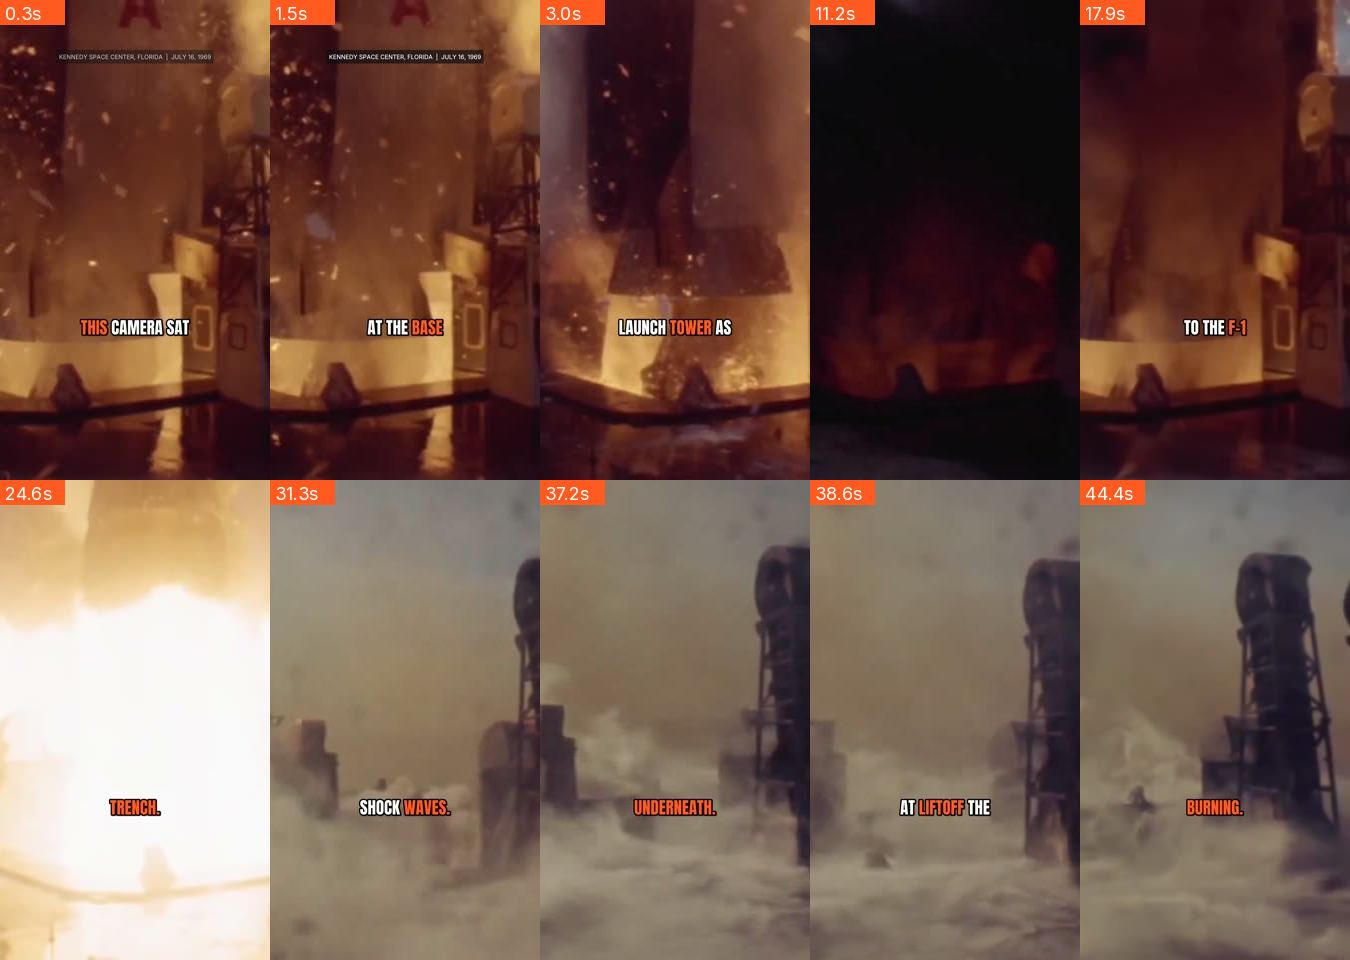 0.3s
1.5s
3.0s
11.2s
17.9s
A
A
KENNEDY SPACE CENTER, FLORIDA | JULY 16, 1969
KENNEDY SPACE CENTER, FLORIDA | JULY 16, 1969
THIS CAMERA SAT
AT THE BASE
LAUNCH TOWER AS
TO THE F-1
24.6s
31.3s
37.2s
38.6s
44.4s
TRENCH.
SHOCK WAVES.
UNDERNEATH.
AT LIFTOFF THE
BURNING.